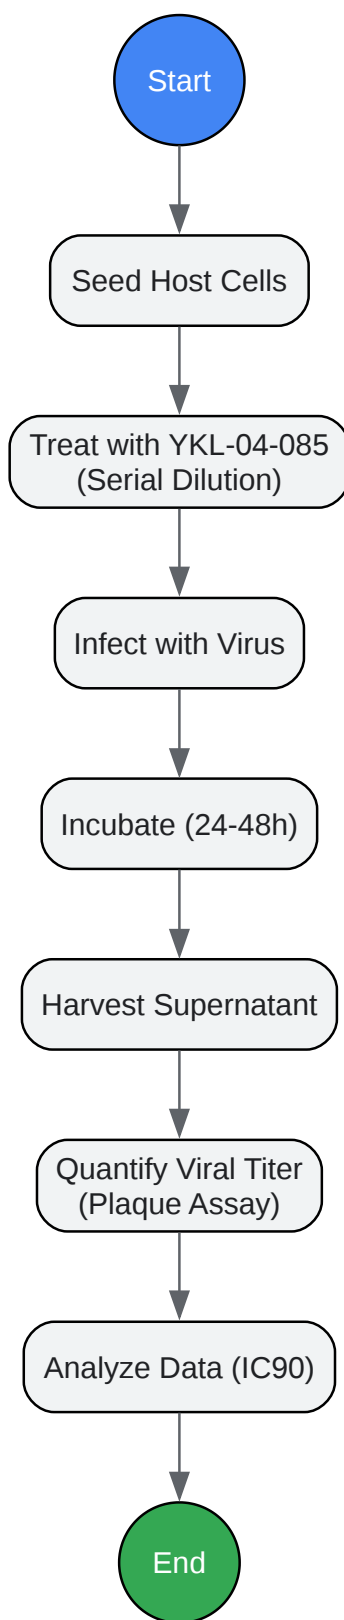 Start
Seed Host Cells
Treat with YKL-04-085
(Serial Dilution)
Infect with Virus
Incubate (24-48h)
Harvest Supernatant
Quantify Viral Titer
(Plaque Assay)
Analyze Data (IC90)
End